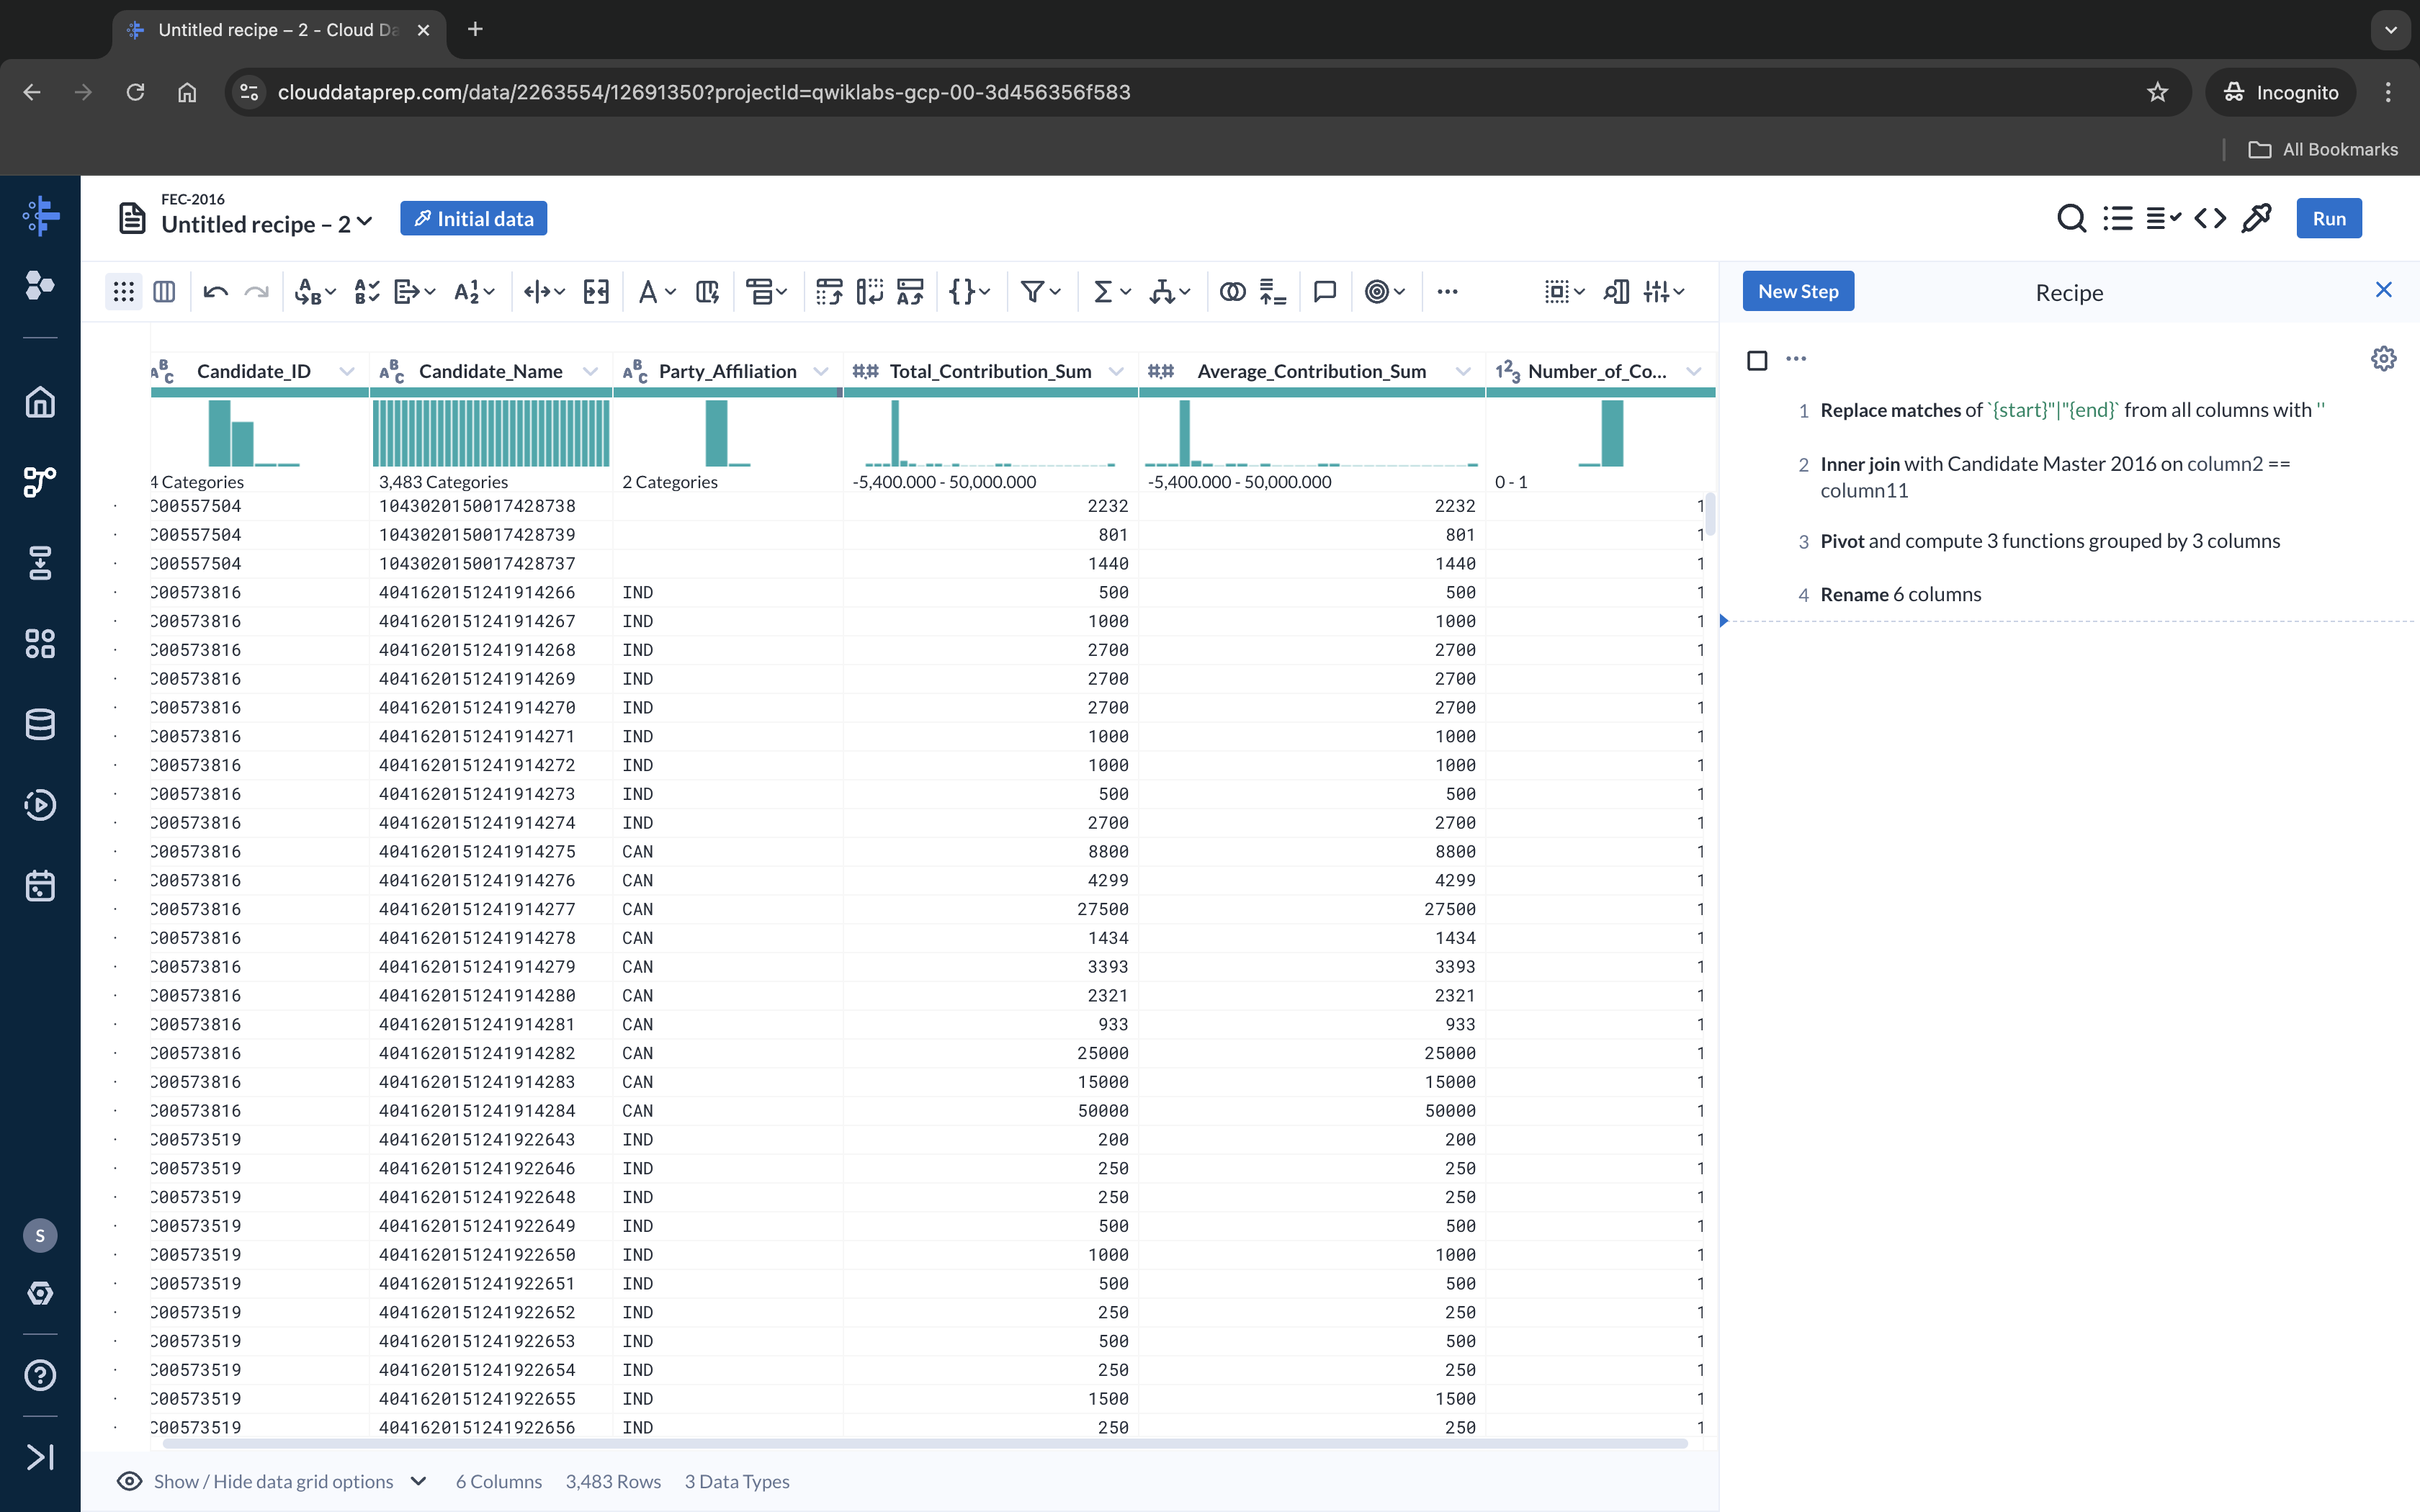 Untitled recipe – 2 - Cloud Da
clouddataprep.com/data/2263554/12691350?projectId=qwiklabs-gcp-00-3d456356f583
Incognito
All Bookmarks
FEC-2016
Untitled recipe – 2
Initial data
Run
New Step
Recipe
Candidate_ID Candidate_Name Party_Affiliation Total_Contribution_Sum Average_Contribution_Sum Number_of_Co...
4 Categories 3,483 Categories 2 Categories -5,400.000 - 50,000.000 -5,400.000 - 50,000.000 0 - 1
C00557504 1043020150017428738 2232 2232 1
C00557504 1043020150017428739 801 801 1
C00557504 1043020150017428737 1440 1440 1
C00573816 4041620151241914266 IND 500 500 1
C00573816 4041620151241914267 IND 1000 1000 1
C00573816 4041620151241914268 IND 2700 2700 1
C00573816 4041620151241914269 IND 2700 2700 1
C00573816 4041620151241914270 IND 2700 2700 1
C00573816 4041620151241914271 IND 1000 1000 1
C00573816 4041620151241914272 IND 1000 1000 1
C00573816 4041620151241914273 IND 500 500 1
C00573816 4041620151241914274 IND 2700 2700 1
C00573816 4041620151241914275 CAN 8800 8800 1
C00573816 4041620151241914276 CAN 4299 4299 1
C00573816 4041620151241914277 CAN 27500 27500 1
C00573816 4041620151241914278 CAN 1434 1434 1
C00573816 4041620151241914279 CAN 3393 3393 1
C00573816 4041620151241914280 CAN 2321 2321 1
C00573816 4041620151241914281 CAN 933 933 1
C00573816 4041620151241914282 CAN 25000 25000 1
C00573816 4041620151241914283 CAN 15000 15000 1
C00573816 4041620151241914284 CAN 50000 50000 1
C00573519 4041620151241922643 IND 200 200 1
C00573519 4041620151241922646 IND 250 250 1
C00573519 4041620151241922648 IND 250 250 1
C00573519 4041620151241922649 IND 500 500 1
C00573519 4041620151241922650 IND 1000 1000 1
C00573519 4041620151241922651 IND 500 500 1
C00573519 4041620151241922652 IND 250 250 1
C00573519 4041620151241922653 IND 500 500 1
C00573519 4041620151241922654 IND 250 250 1
C00573519 4041620151241922655 IND 1500 1500 1
C00573519 4041620151241922656 IND 250 250 1
1 Replace matches of `{start}"|"{end}` from all columns with ''
2 Inner join with Candidate Master 2016 on column2 ==
column11
3 Pivot and compute 3 functions grouped by 3 columns
4 Rename 6 columns
S
Show / Hide data grid options 6 Columns 3,483 Rows 3 Data Types